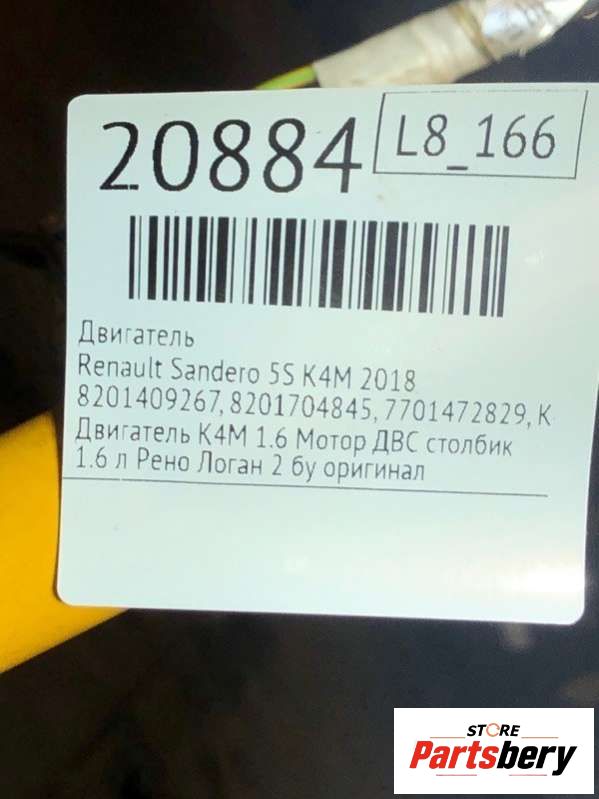 20884
L8_166
Двигатель
Renault Sandero 5S K4M 2018
8201409267, 8201704845, 7701472829, K
Двигатель К4М 1.6 Мотор ДВС столбик
1.6 л Рено Логан 2 бу оригинал
STORE
Partsbery